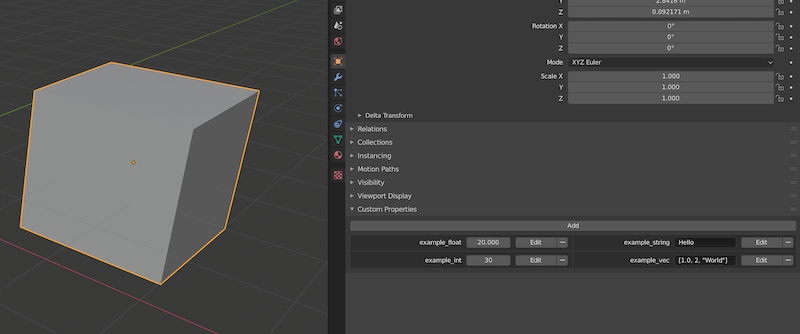 Y 2.8416 m
Z 0.092171 m
Rotation X 0°
Y 0°
Z 0°
Mode XYZ Euler
Scale X 1.000
Y 1.000
Z 1.000
Delta Transform
Relations
Collections
Instancing
Motion Paths
Visibility
Viewport Display
Custom Properties
Add
example_float 20.000 Edit example_string Hello Edit
example_int 30 Edit example_vec [1.0, 2, "World"] Edit